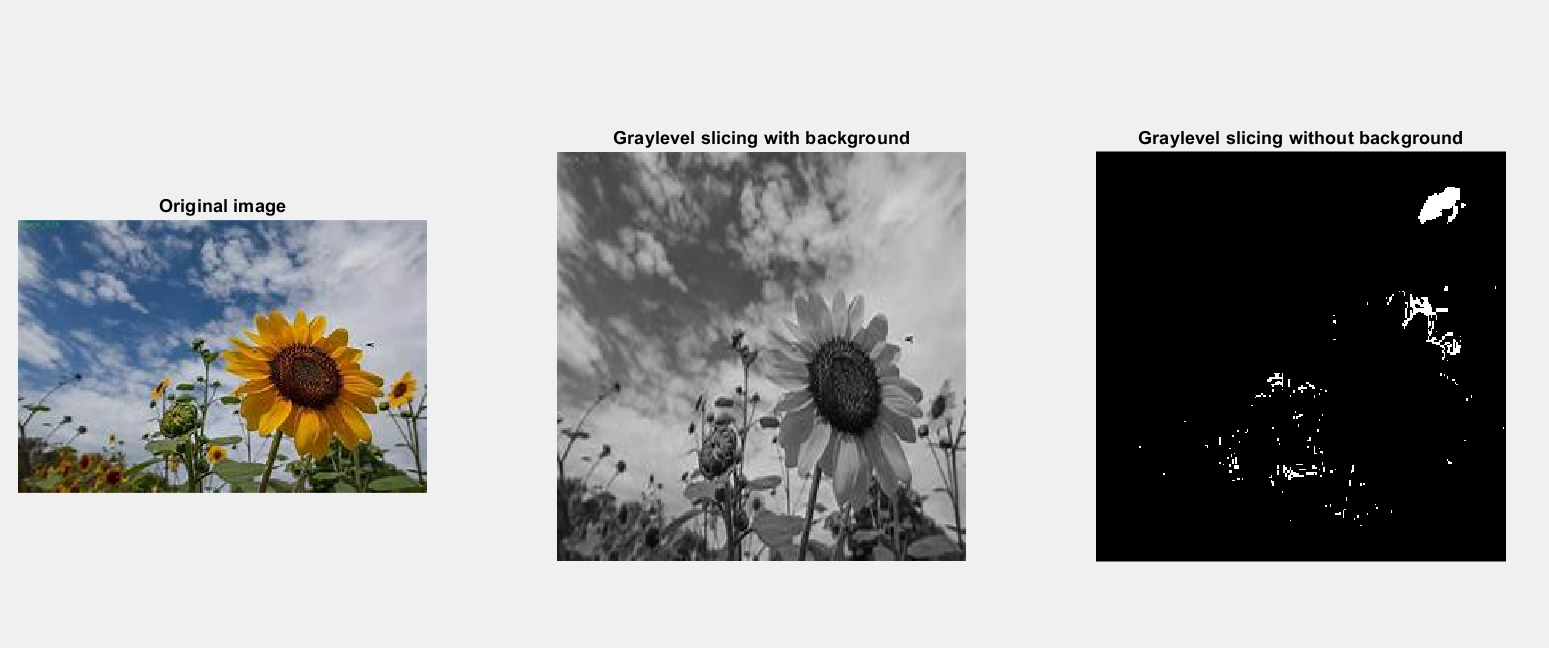 Original image
Graylevel slicing with background
Graylevel slicing without background